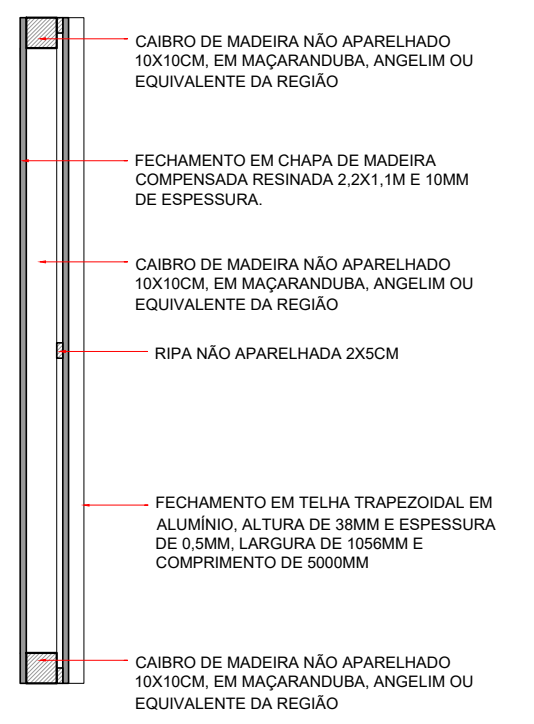 CAIBRO DE MADEIRA NÃO APARELHADO
10X10CM, EM MAÇARANDUBA, ANGELIM OU
EQUIVALENTE DA REGIÃO
FECHAMENTO EM CHAPA DE MADEIRA
COMPENSADA RESINADA 2,2X1,1M E 10MM
DE ESPESSURA.
CAIBRO DE MADEIRA NÃO APARELHADO
10X10CM, EM MAÇARANDUBA, ANGELIM OU
EQUIVALENTE DA REGIÃO
RIPA NÃO APARELHADA 2X5CM
FECHAMENTO EM TELHA TRAPEZOIDAL EM
ALUMÍNIO, ALTURA DE 38MM E ESPESSURA
DE 0,5MM, LARGURA DE 1056MM E
COMPRIMENTO DE 5000MM
CAIBRO DE MADEIRA NÃO APARELHADO
10X10CM, EM MAÇARANDUBA, ANGELIM OU
EQUIVALENTE DA REGIÃO